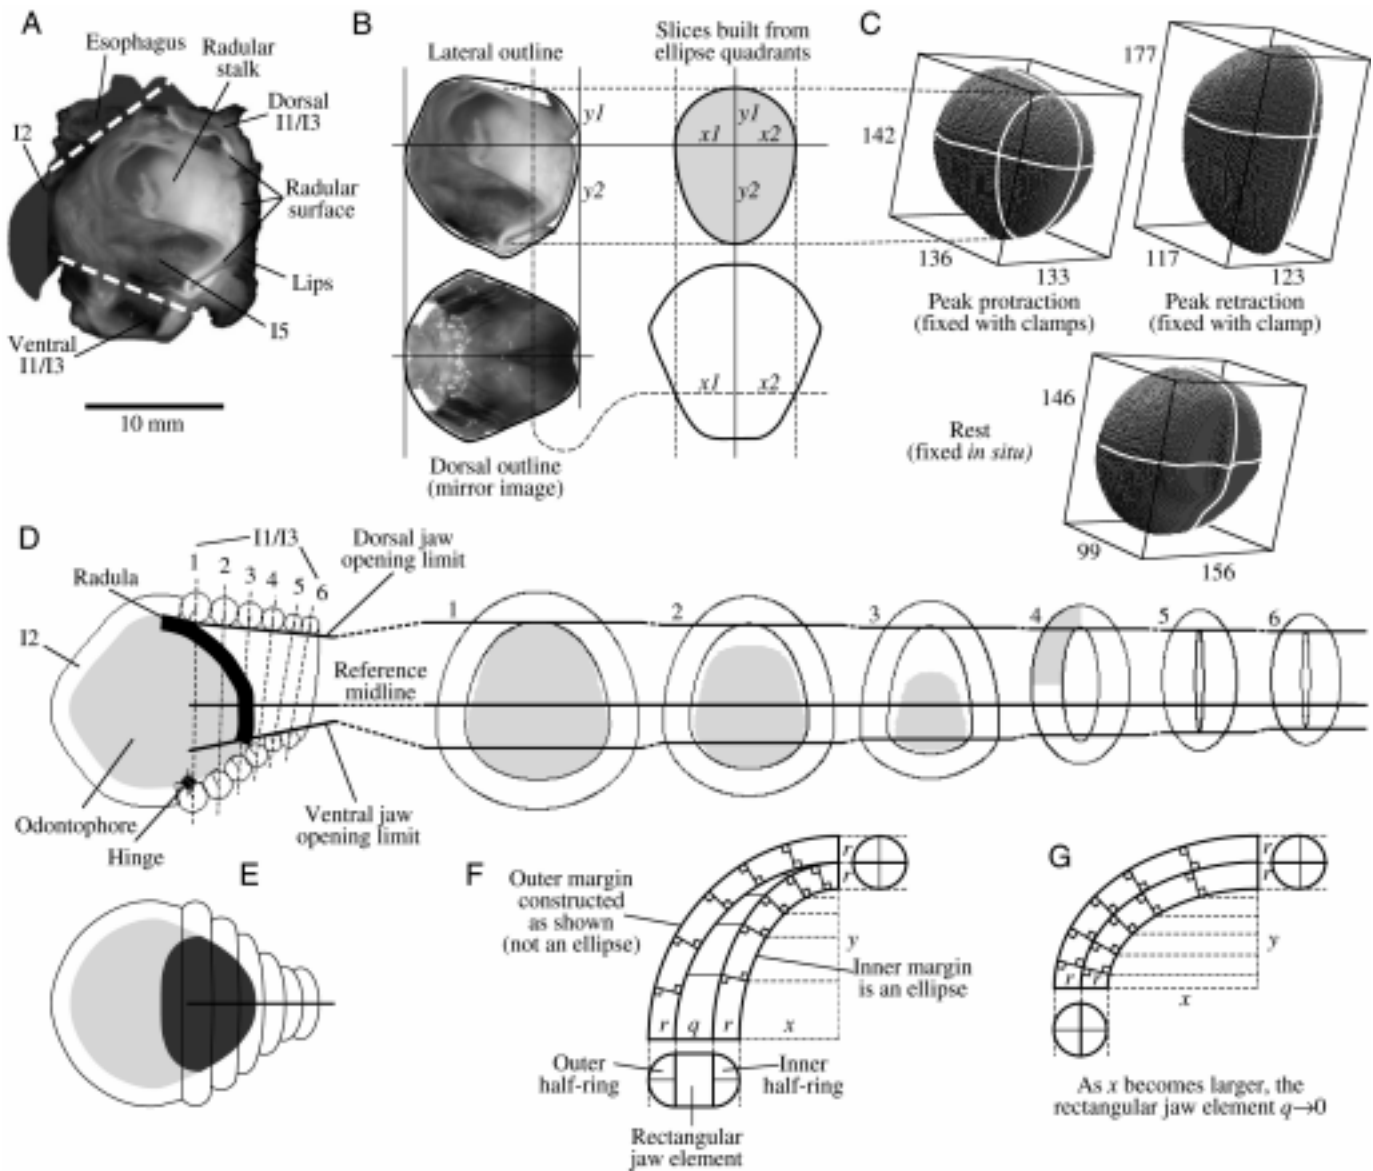 A
Esophagus
Radular
stalk
Dorsal
I1/I3
I2
Radular
surface
Lips
I5
Ventral
I1/I3
10 mm
B
Lateral outline
Slices built from
ellipse quadrants
y1
y2
y1
x1
x2
y2
x1
x2
Dorsal outline
(mirror image)
C
142
136
133
Peak protraction
(fixed with clamps)
177
117
123
Peak retraction
(fixed with clamp)
146
99
156
Rest
(fixed in situ)
D
I1/I3
1
2
3
4
5
6
Dorsal jaw
opening limit
Radula
I2
Reference
midline
Odontophore
Hinge
Ventral jaw
opening limit
1
2
3
4
5
6
E
F
Outer margin
constructed
as shown
(not an ellipse)
r
r
y
Inner margin
is an ellipse
r
q
r
x
Outer
half-ring
Inner
half-ring
Rectangular
jaw element
G
r
r
y
r
r
x
As x becomes larger, the
rectangular jaw element q→0